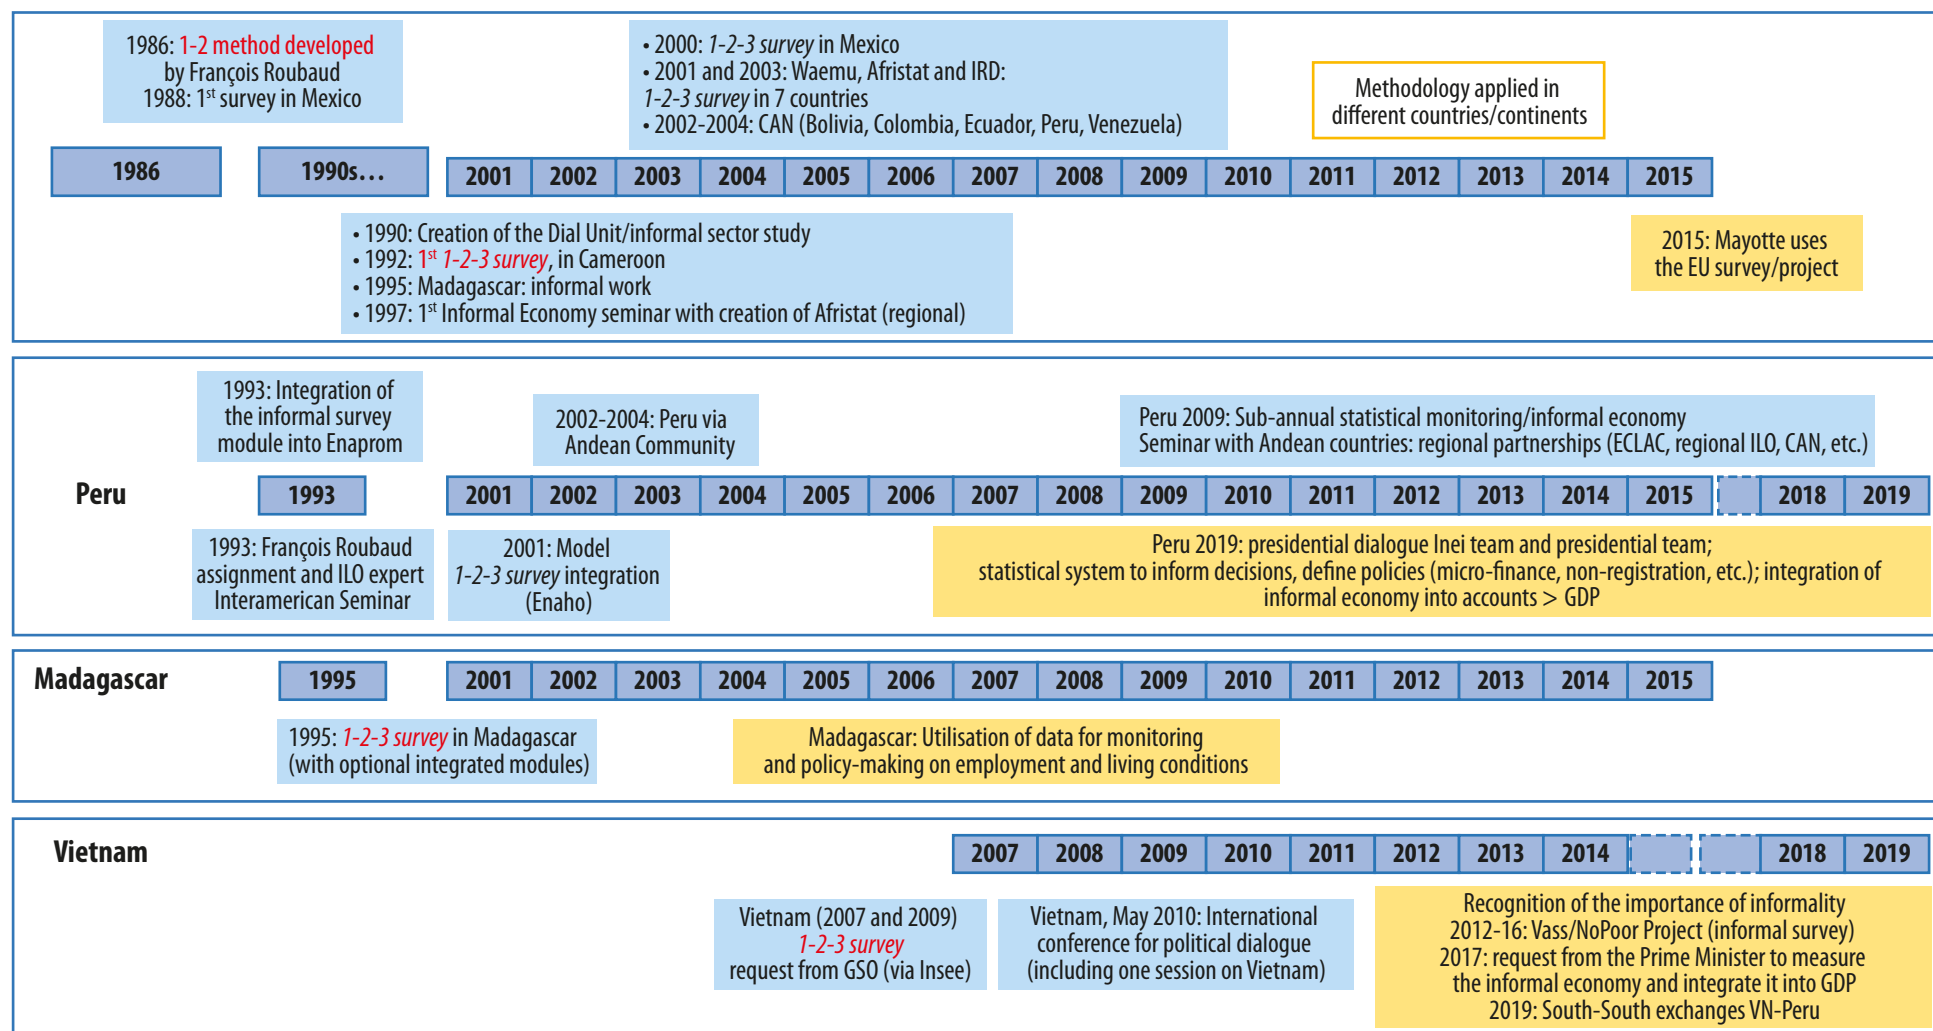 1986: 1-2 method developed
by François Roubaud
1988: 1st survey in Mexico
• 2000: 1-2-3 survey in Mexico
• 2001 and 2003: Waemu, Afristat and IRD:
1-2-3 survey in 7 countries
• 2002-2004: CAN (Bolivia, Colombia, Ecuador, Peru, Venezuela)
Methodology applied in
different countries/continents
1986 1990s… 2001 2002 2003 2004 2005 2006 2007 2008 2009 2010 2011 2012 2013 2014 2015
• 1990: Creation of the Dial Unit/informal sector study
• 1992: 1st 1-2-3 survey, in Cameroon
• 1995: Madagascar: informal work
• 1997: 1st Informal Economy seminar with creation of Afristat (regional)
2015: Mayotte uses
the EU survey/project
1993: Integration of
the informal survey
module into Enaprom
2002-2004: Peru via
Andean Community
Peru 2009: Sub-annual statistical monitoring/informal economy
Seminar with Andean countries: regional partnerships (ECLAC, regional ILO, CAN, etc.)
Peru 1993 2001 2002 2003 2004 2005 2006 2007 2008 2009 2010 2011 2012 2013 2014 2015 2018 2019
1993: François Roubaud
assignment and ILO expert
Interamerican Seminar
2001: Model
1-2-3 survey integration
(Enaho)
Peru 2019: presidential dialogue Inei team and presidential team;
statistical system to inform decisions, define policies (micro-finance, non-registration, etc.); integration of
informal economy into accounts > GDP
Madagascar 1995 2001 2002 2003 2004 2005 2006 2007 2008 2009 2010 2011 2012 2013 2014 2015
1995: 1-2-3 survey in Madagascar
(with optional integrated modules)
Madagascar: Utilisation of data for monitoring
and policy-making on employment and living conditions
Vietnam 2007 2008 2009 2010 2011 2012 2013 2014 2018 2019
Vietnam (2007 and 2009)
1-2-3 survey
request from GSO (via Insee)
Vietnam, May 2010: International
conference for political dialogue
(including one session on Vietnam)
Recognition of the importance of informality
2012-16: Vass/NoPoor Project (informal survey)
2017: request from the Prime Minister to measure
the informal economy and integrate it into GDP
2019: South-South exchanges VN-Peru